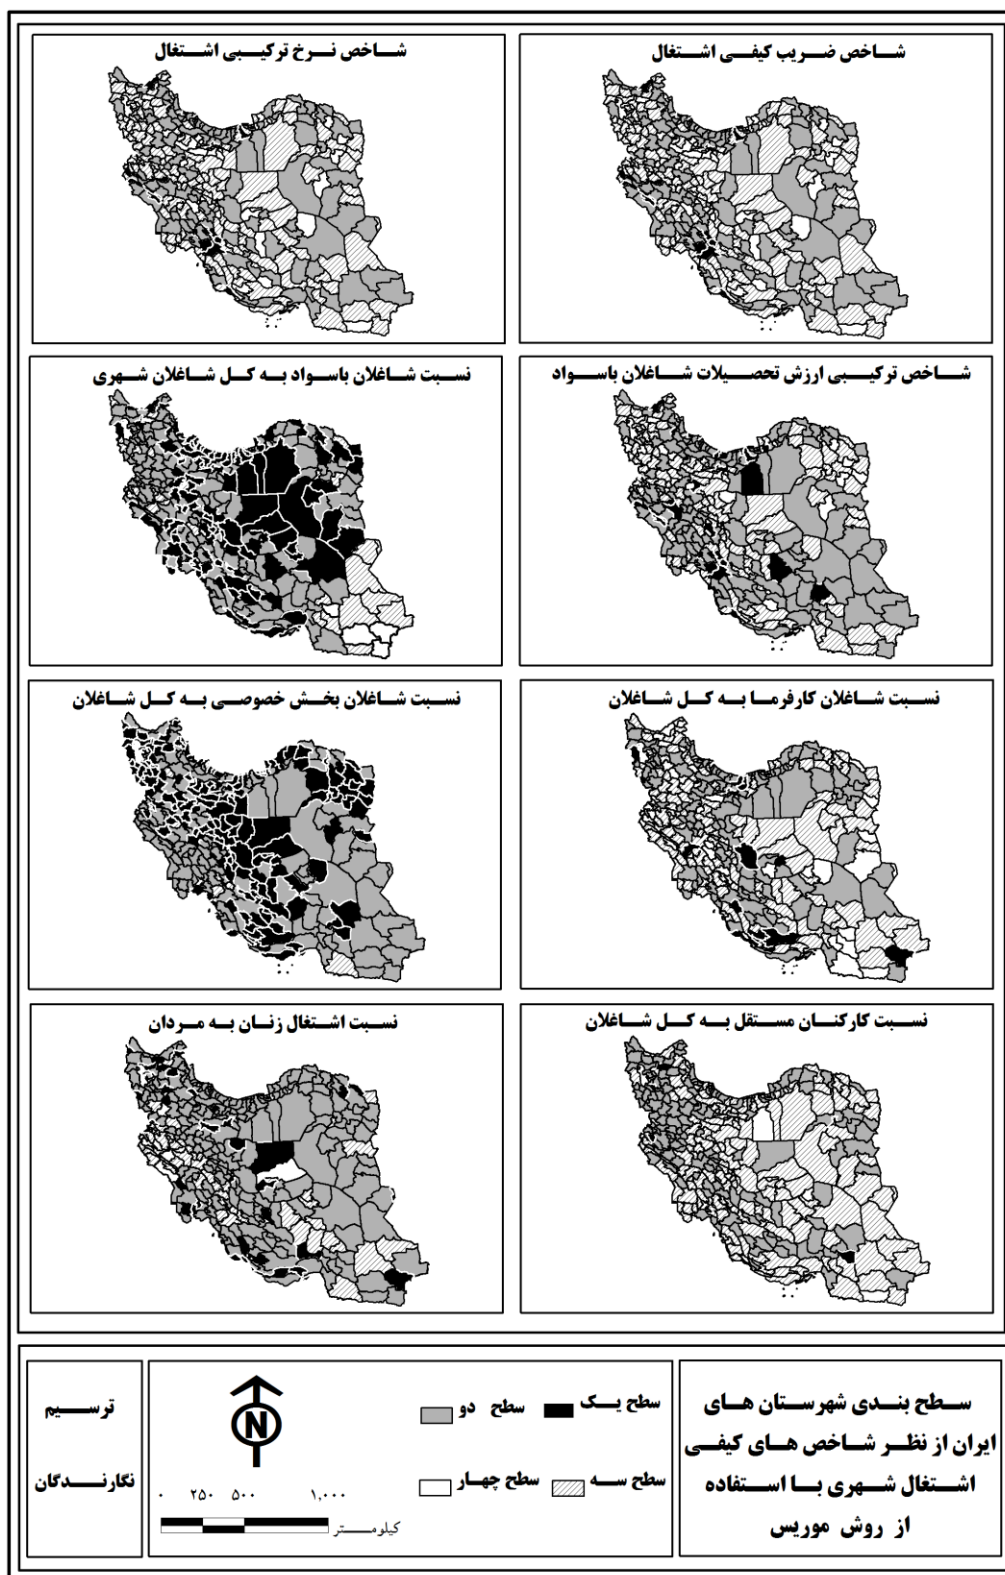 شاخص ضریب کیفی اشتغال
شاخص نرخ ترکیبی اشتغال
شاخص ترکیبی ارزش تحصیلات شاغلان باسواد
نسبت شاغلان باسواد به کل شاغلان شهری
نسبت شاغلان کارفرما به کل شاغلان
نسبت شاغلان بخش خصوصی به کل شاغلان
نسبت کارکنان مستقل به کل شاغلان
نسبت اشتغال زنان به مردان
سطح بندی شهرستان های
ایران از نظر شاخص های کیفی
اشتغال شهری با استفاده
از روش موریس
سطح یک
سطح دو
سطح سه
سطح چهار
N
۰ ۲۵۰ ۵۰۰ ۱,۰۰۰
کیلومتر
ترسیم
نگارندگان